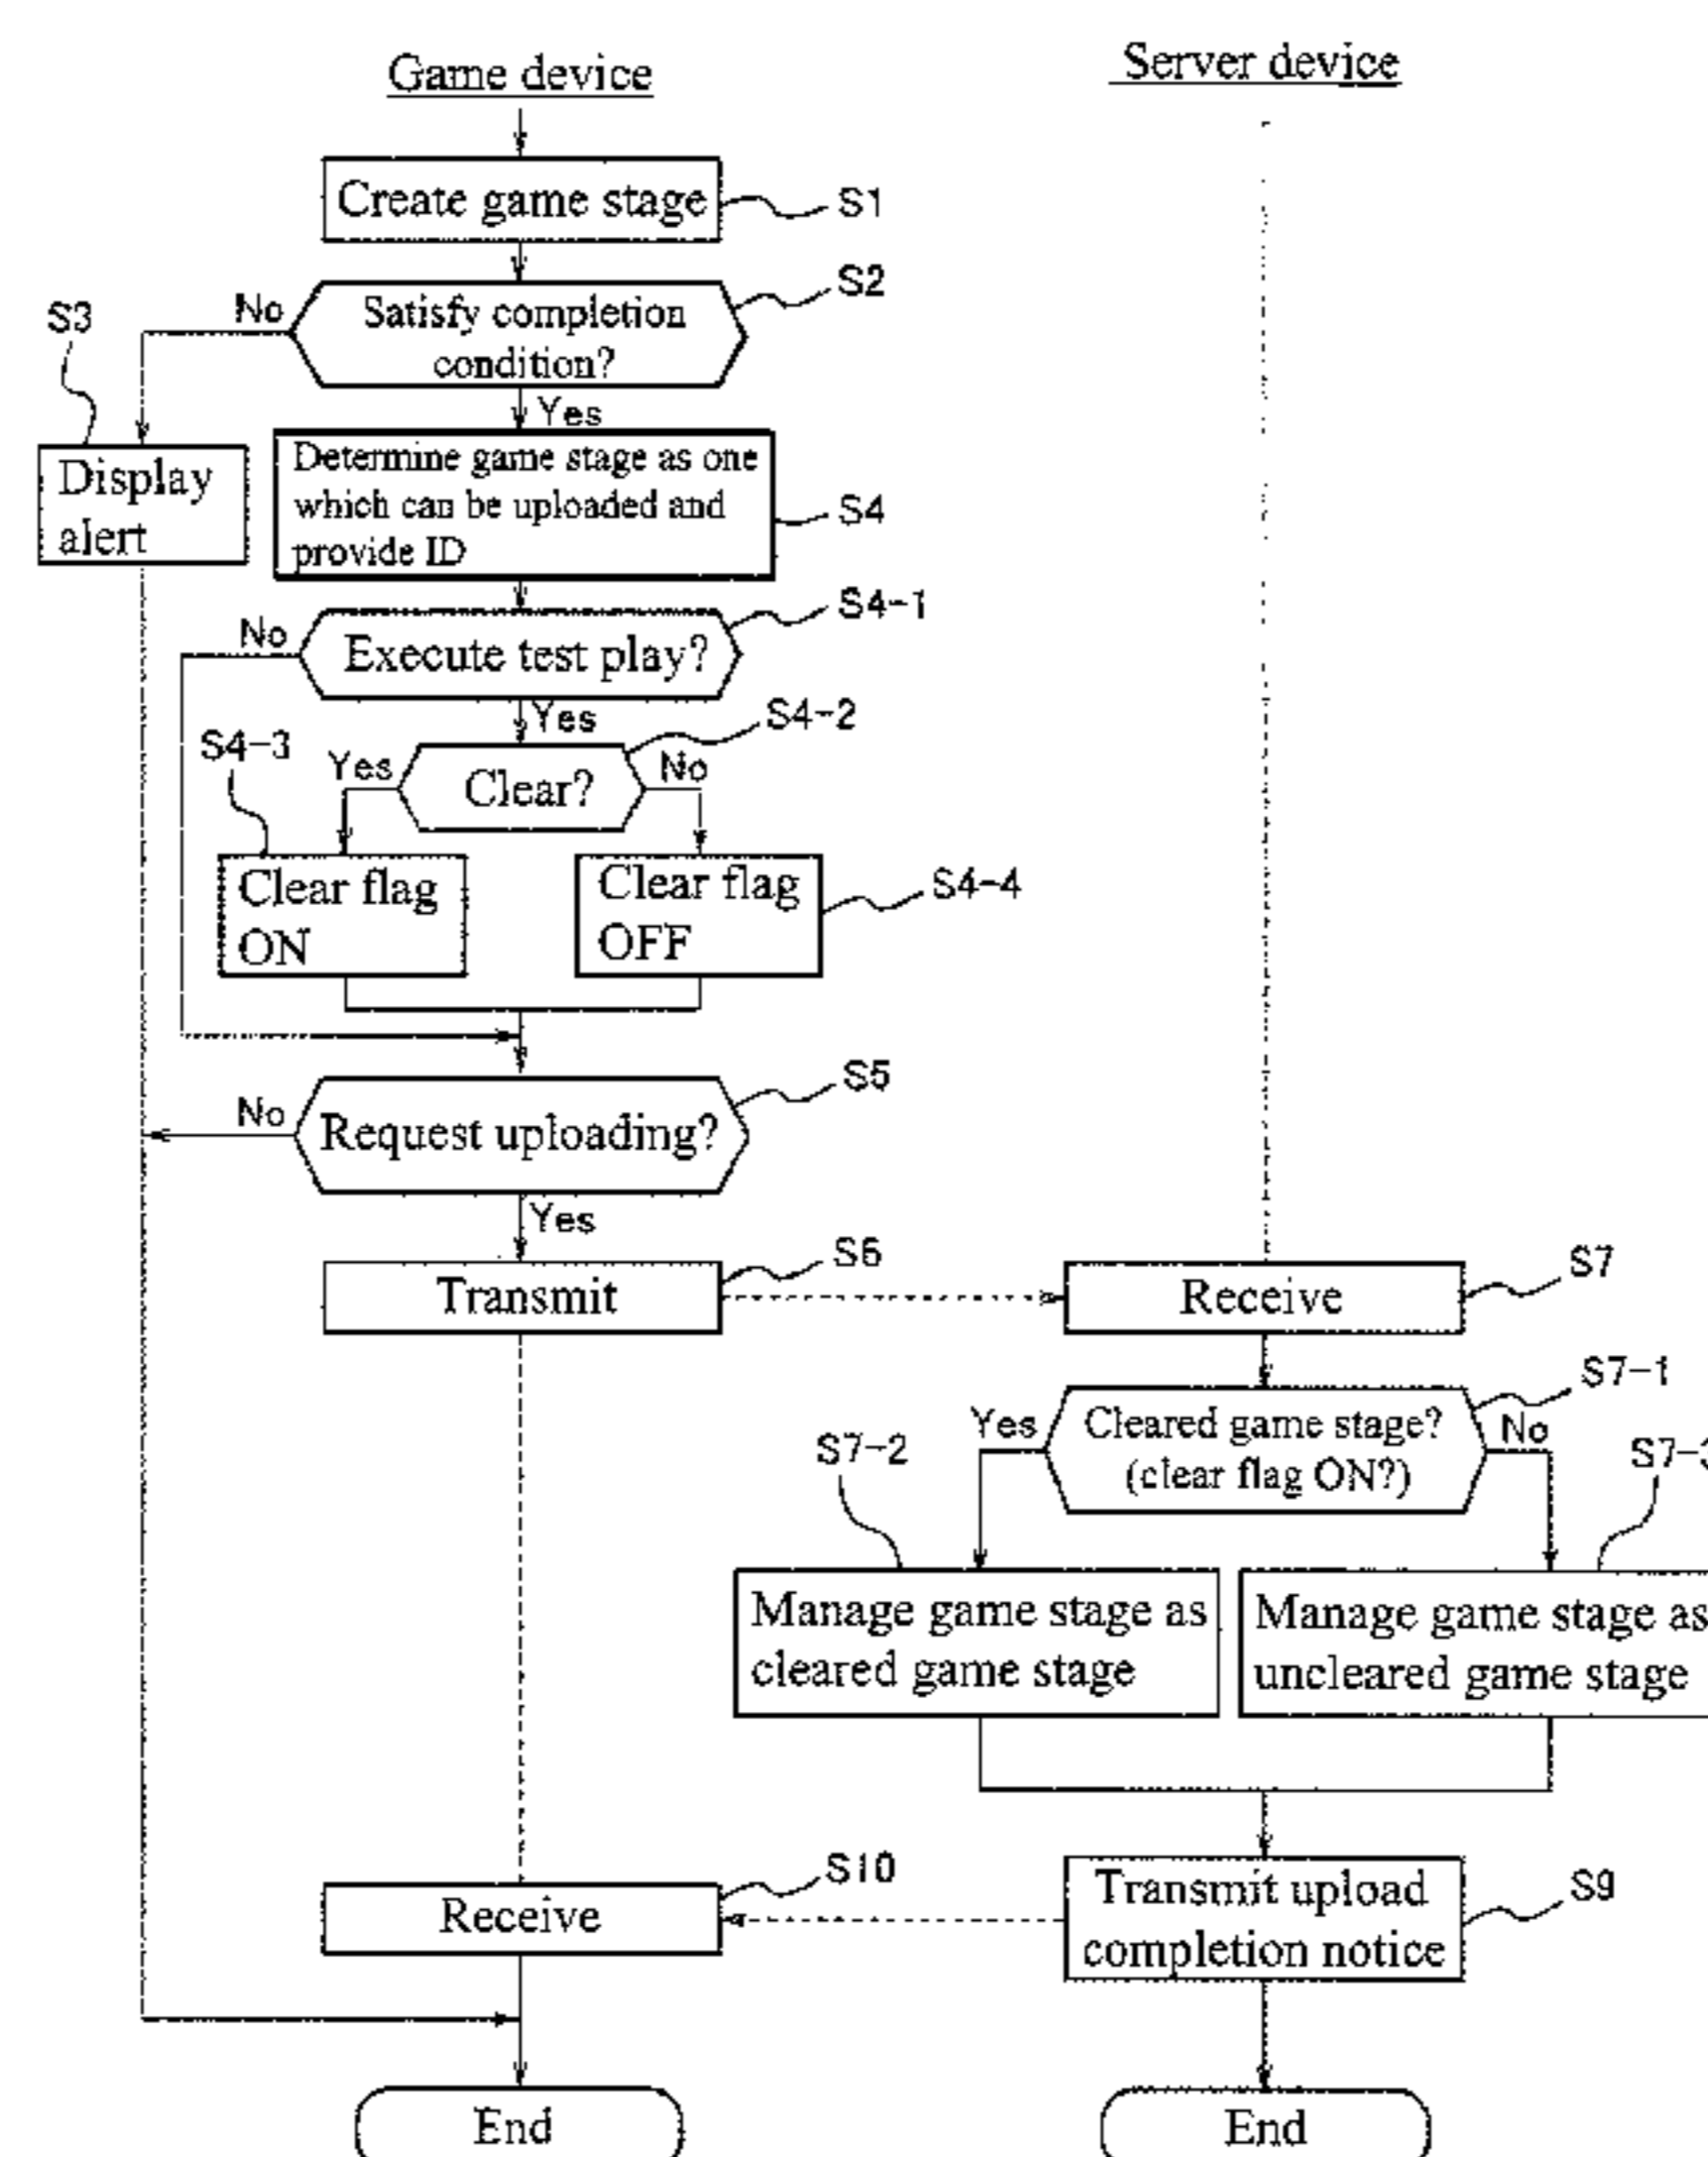 Game device
Server device
Create game stage
S1
S2
No
Satisfy completion
condition?
S3
Yes
Display
alert
Determine game stage as one
which can be uploaded and
provide ID
S4
S4-1
No
Execute test play?
Yes
S4-2
S4-3
Yes
Clear?
No
Clear flag
ON
Clear flag
OFF
S4-4
S5
No
Request uploading?
Yes
S6
Transmit
Receive
S7
S7-1
Yes
Cleared game stage?
(clear flag ON?)
No
S7-2
S7-3
Manage game stage as
cleared game stage
Manage game stage as
uncleared game stage
S10
Receive
Transmit upload
completion notice
S9
End
End